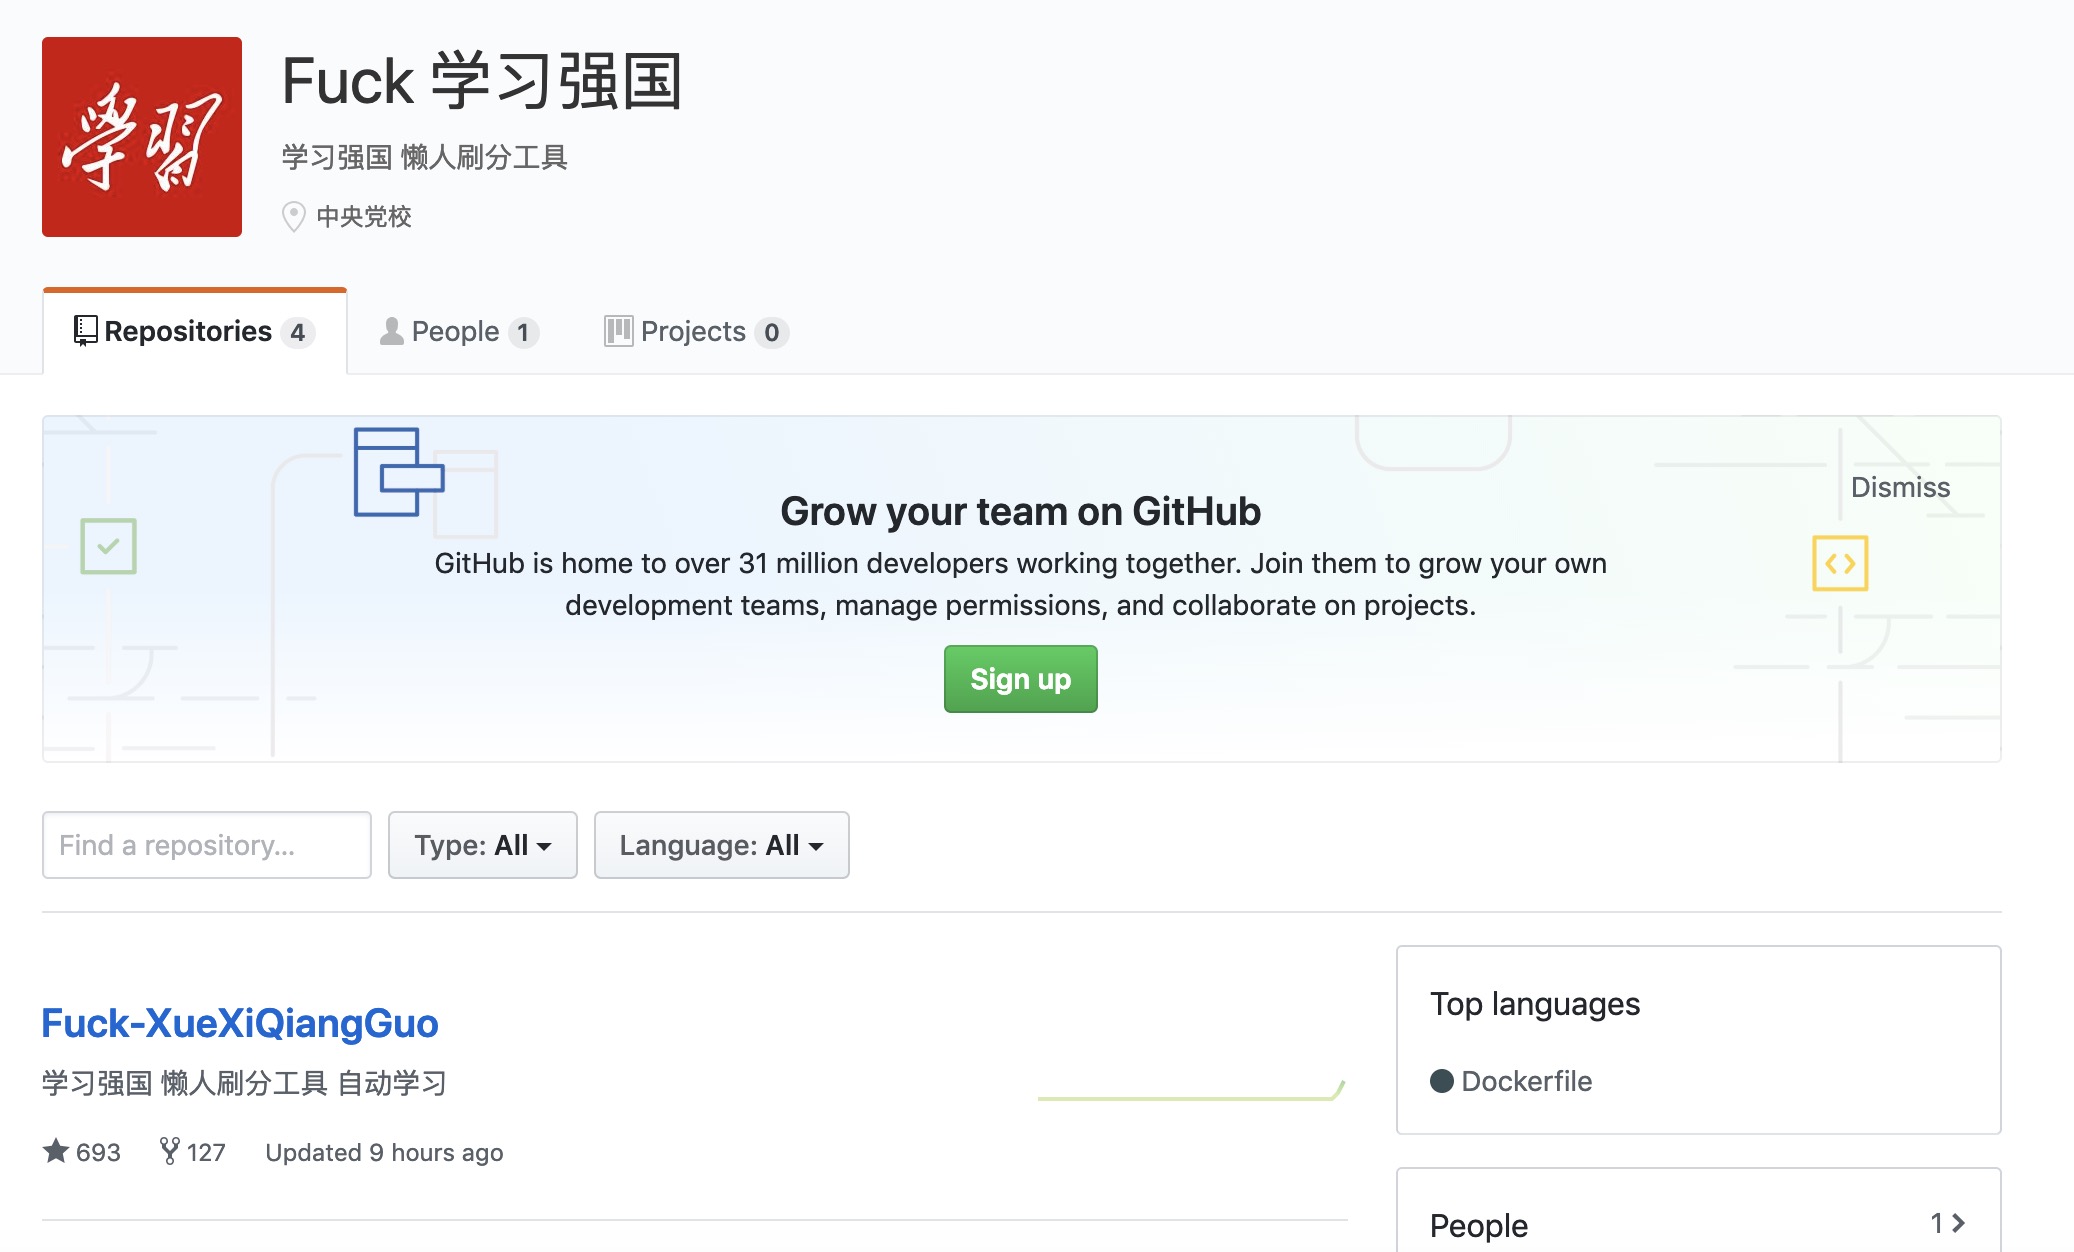 學習
Fuck 学习强国
学习强国 懒人刷分工具
中央党校
Repositories 4 People 1 Projects 0
Dismiss
Grow your team on GitHub
GitHub is home to over 31 million developers working together. Join them to grow your own
development teams, manage permissions, and collaborate on projects.
Sign up
Find a repository...
Type: All
Language: All
Fuck-XueXiQiangGuo
学习强国 懒人刷分工具 自动学习
693 127 Updated 9 hours ago
Top languages
Dockerfile
People 1